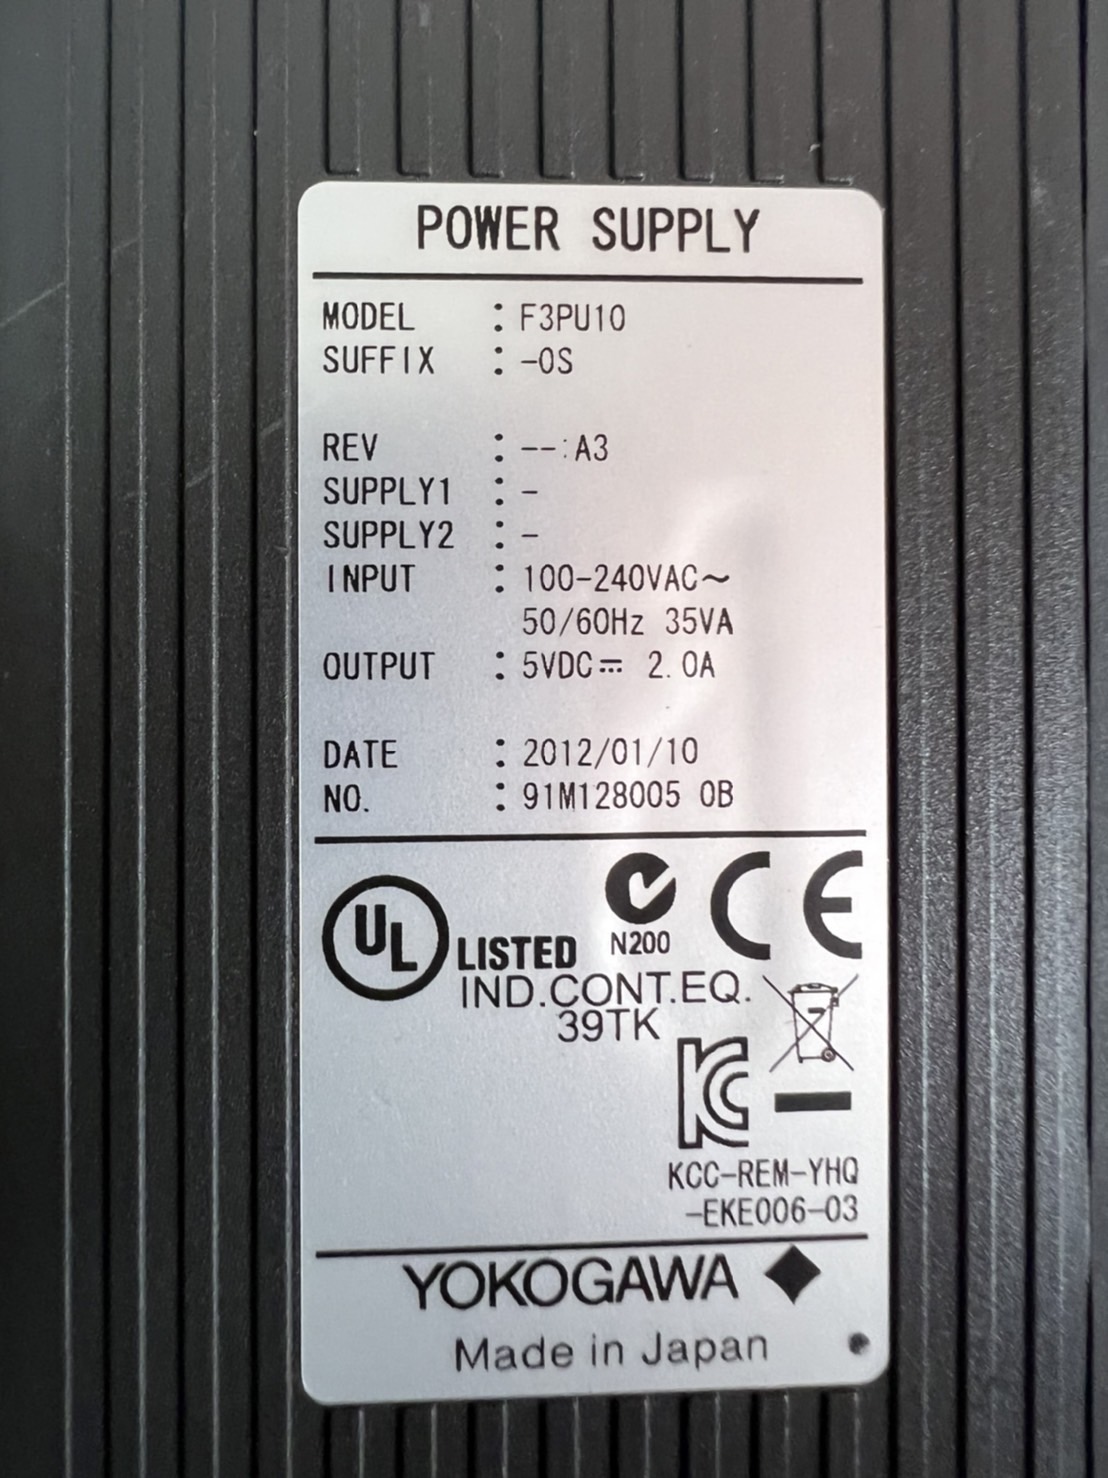 POWER SUPPLY
MODEL : F3PU10
SUFFIX : -0S
REV : --:A3
SUPPLY1 : -
SUPPLY2 : -
INPUT : 100-240VAC~
50/60Hz 35VA
OUTPUT : 5VDC⎓ 2.0A
DATE : 2012/01/10
NO. : 91M128005 0B
UL LISTED
N200
CE
IND.CONT.EQ.
39TK
KC
KCC-REM-YHQ
-EKE006-03
YOKOGAWA
Made in Japan